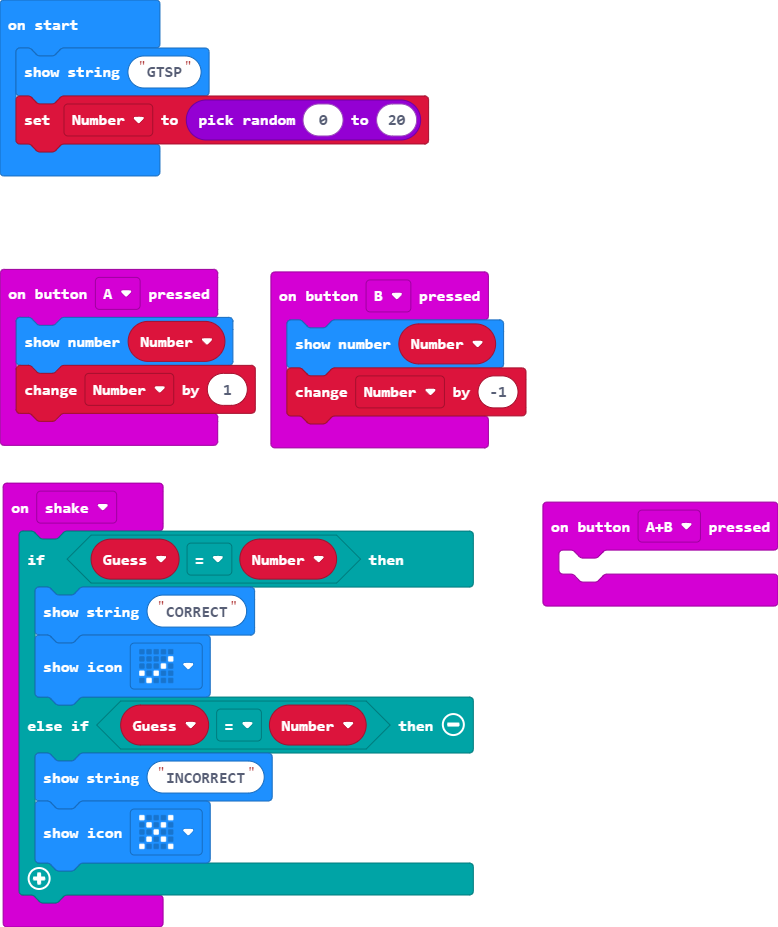 on start
show string "GTSP"
set Number to pick random 0 to 20
on button A pressed
show number Number
change Number by 1
on button B pressed
show number Number
change Number by -1
on shake
if Guess = Number then
show string "CORRECT"
show icon
else if Guess = Number then
show string "INCORRECT"
show icon
on button A+B pressed